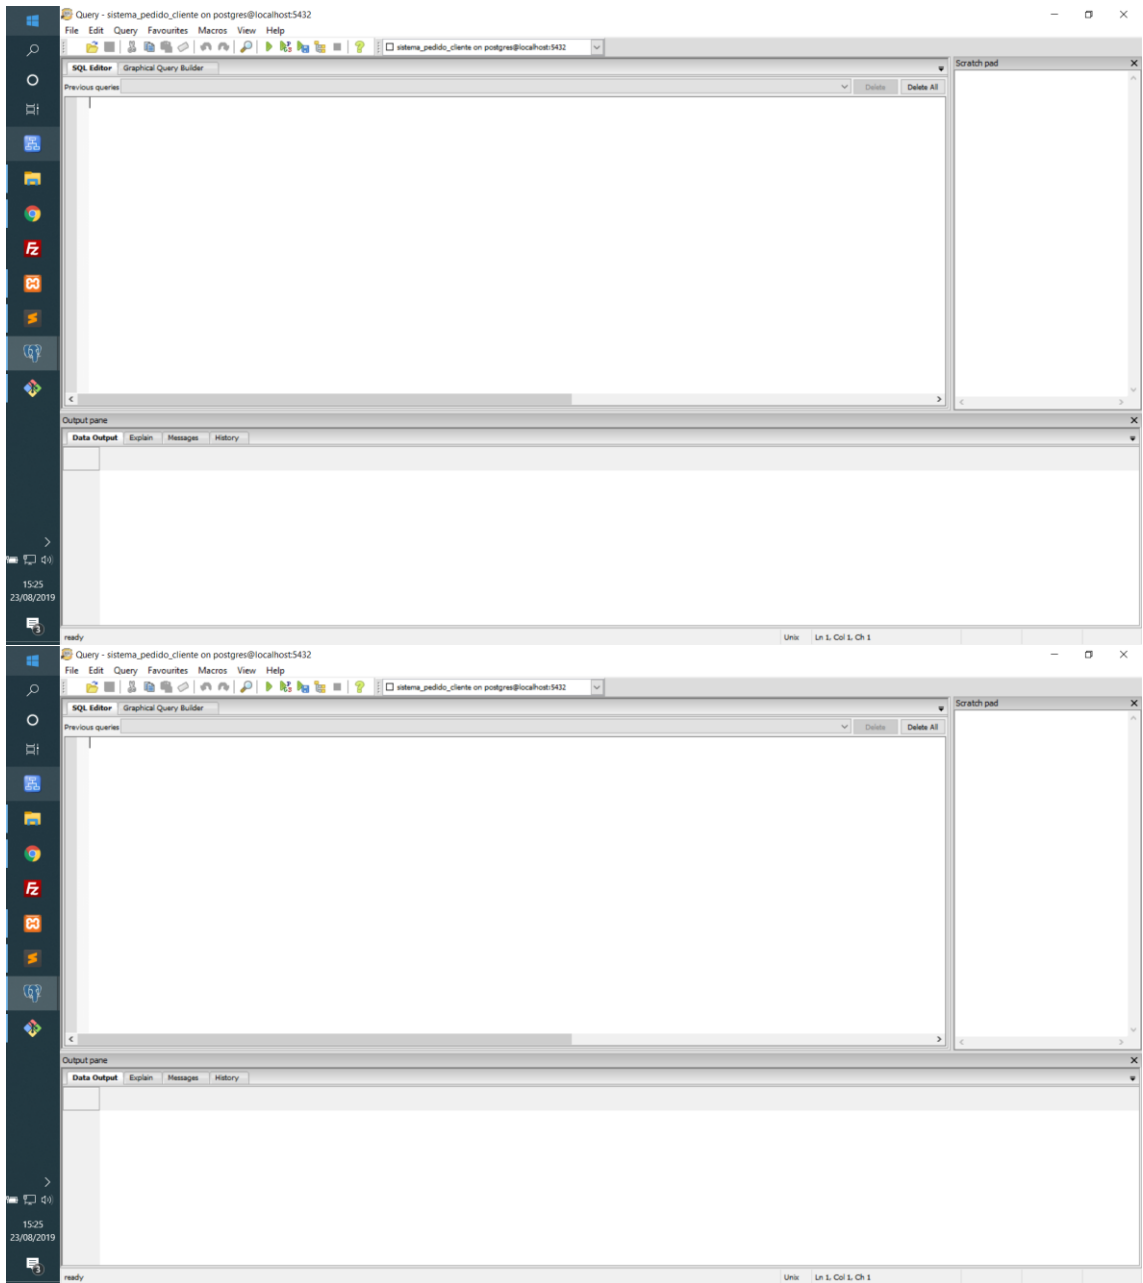 Query - sistema_pedido_cliente on postgres@localhost:5432
File Edit Query Favourites Macros View Help
sistema_pedido_cliente on postgres@localhost:5432
SQL Editor Graphical Query Builder
Scratch pad
Previous queries
Delete Delete All
Output pane
Data Output Explain Messages History
15:25
23/08/2019
3
ready
Unix Ln 1, Col 1, Ch 1
Query - sistema_pedido_cliente on postgres@localhost:5432
File Edit Query Favourites Macros View Help
sistema_pedido_cliente on postgres@localhost:5432
SQL Editor Graphical Query Builder
Scratch pad
Previous queries
Delete Delete All
Output pane
Data Output Explain Messages History
15:25
23/08/2019
3
ready
Unix Ln 1, Col 1, Ch 1